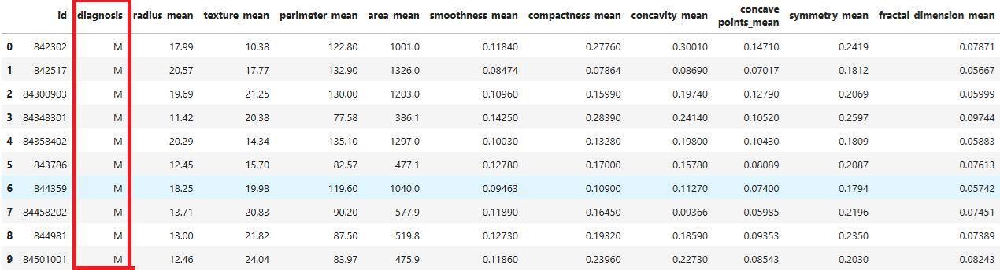 id diagnosis radius_mean texture_mean perimeter_mean area_mean smoothness_mean compactness_mean concavity_mean concave points_mean symmetry_mean fractal_dimension_mean
0 842302 M 17.99 10.38 122.80 1001.0 0.11840 0.27760 0.30010 0.14710 0.2419 0.07871
1 842517 M 20.57 17.77 132.90 1326.0 0.08474 0.07864 0.08690 0.07017 0.1812 0.05667
2 84300903 M 19.69 21.25 130.00 1203.0 0.10960 0.15990 0.19740 0.12790 0.2069 0.05999
3 84348301 M 11.42 20.38 77.58 386.1 0.14250 0.28390 0.24140 0.10520 0.2597 0.09744
4 84358402 M 20.29 14.34 135.10 1297.0 0.10030 0.13280 0.19800 0.10430 0.1809 0.05883
5 843786 M 12.45 15.70 82.57 477.1 0.12780 0.17000 0.15780 0.08089 0.2087 0.07613
6 844359 M 18.25 19.98 119.60 1040.0 0.09463 0.10900 0.11270 0.07400 0.1794 0.05742
7 84458202 M 13.71 20.83 90.20 577.9 0.11890 0.16450 0.09366 0.05985 0.2196 0.07451
8 844981 M 13.00 21.82 87.50 519.8 0.12730 0.19320 0.18590 0.09353 0.2350 0.07389
9 84501001 M 12.46 24.04 83.97 475.9 0.11860 0.23960 0.22730 0.08543 0.2030 0.08243